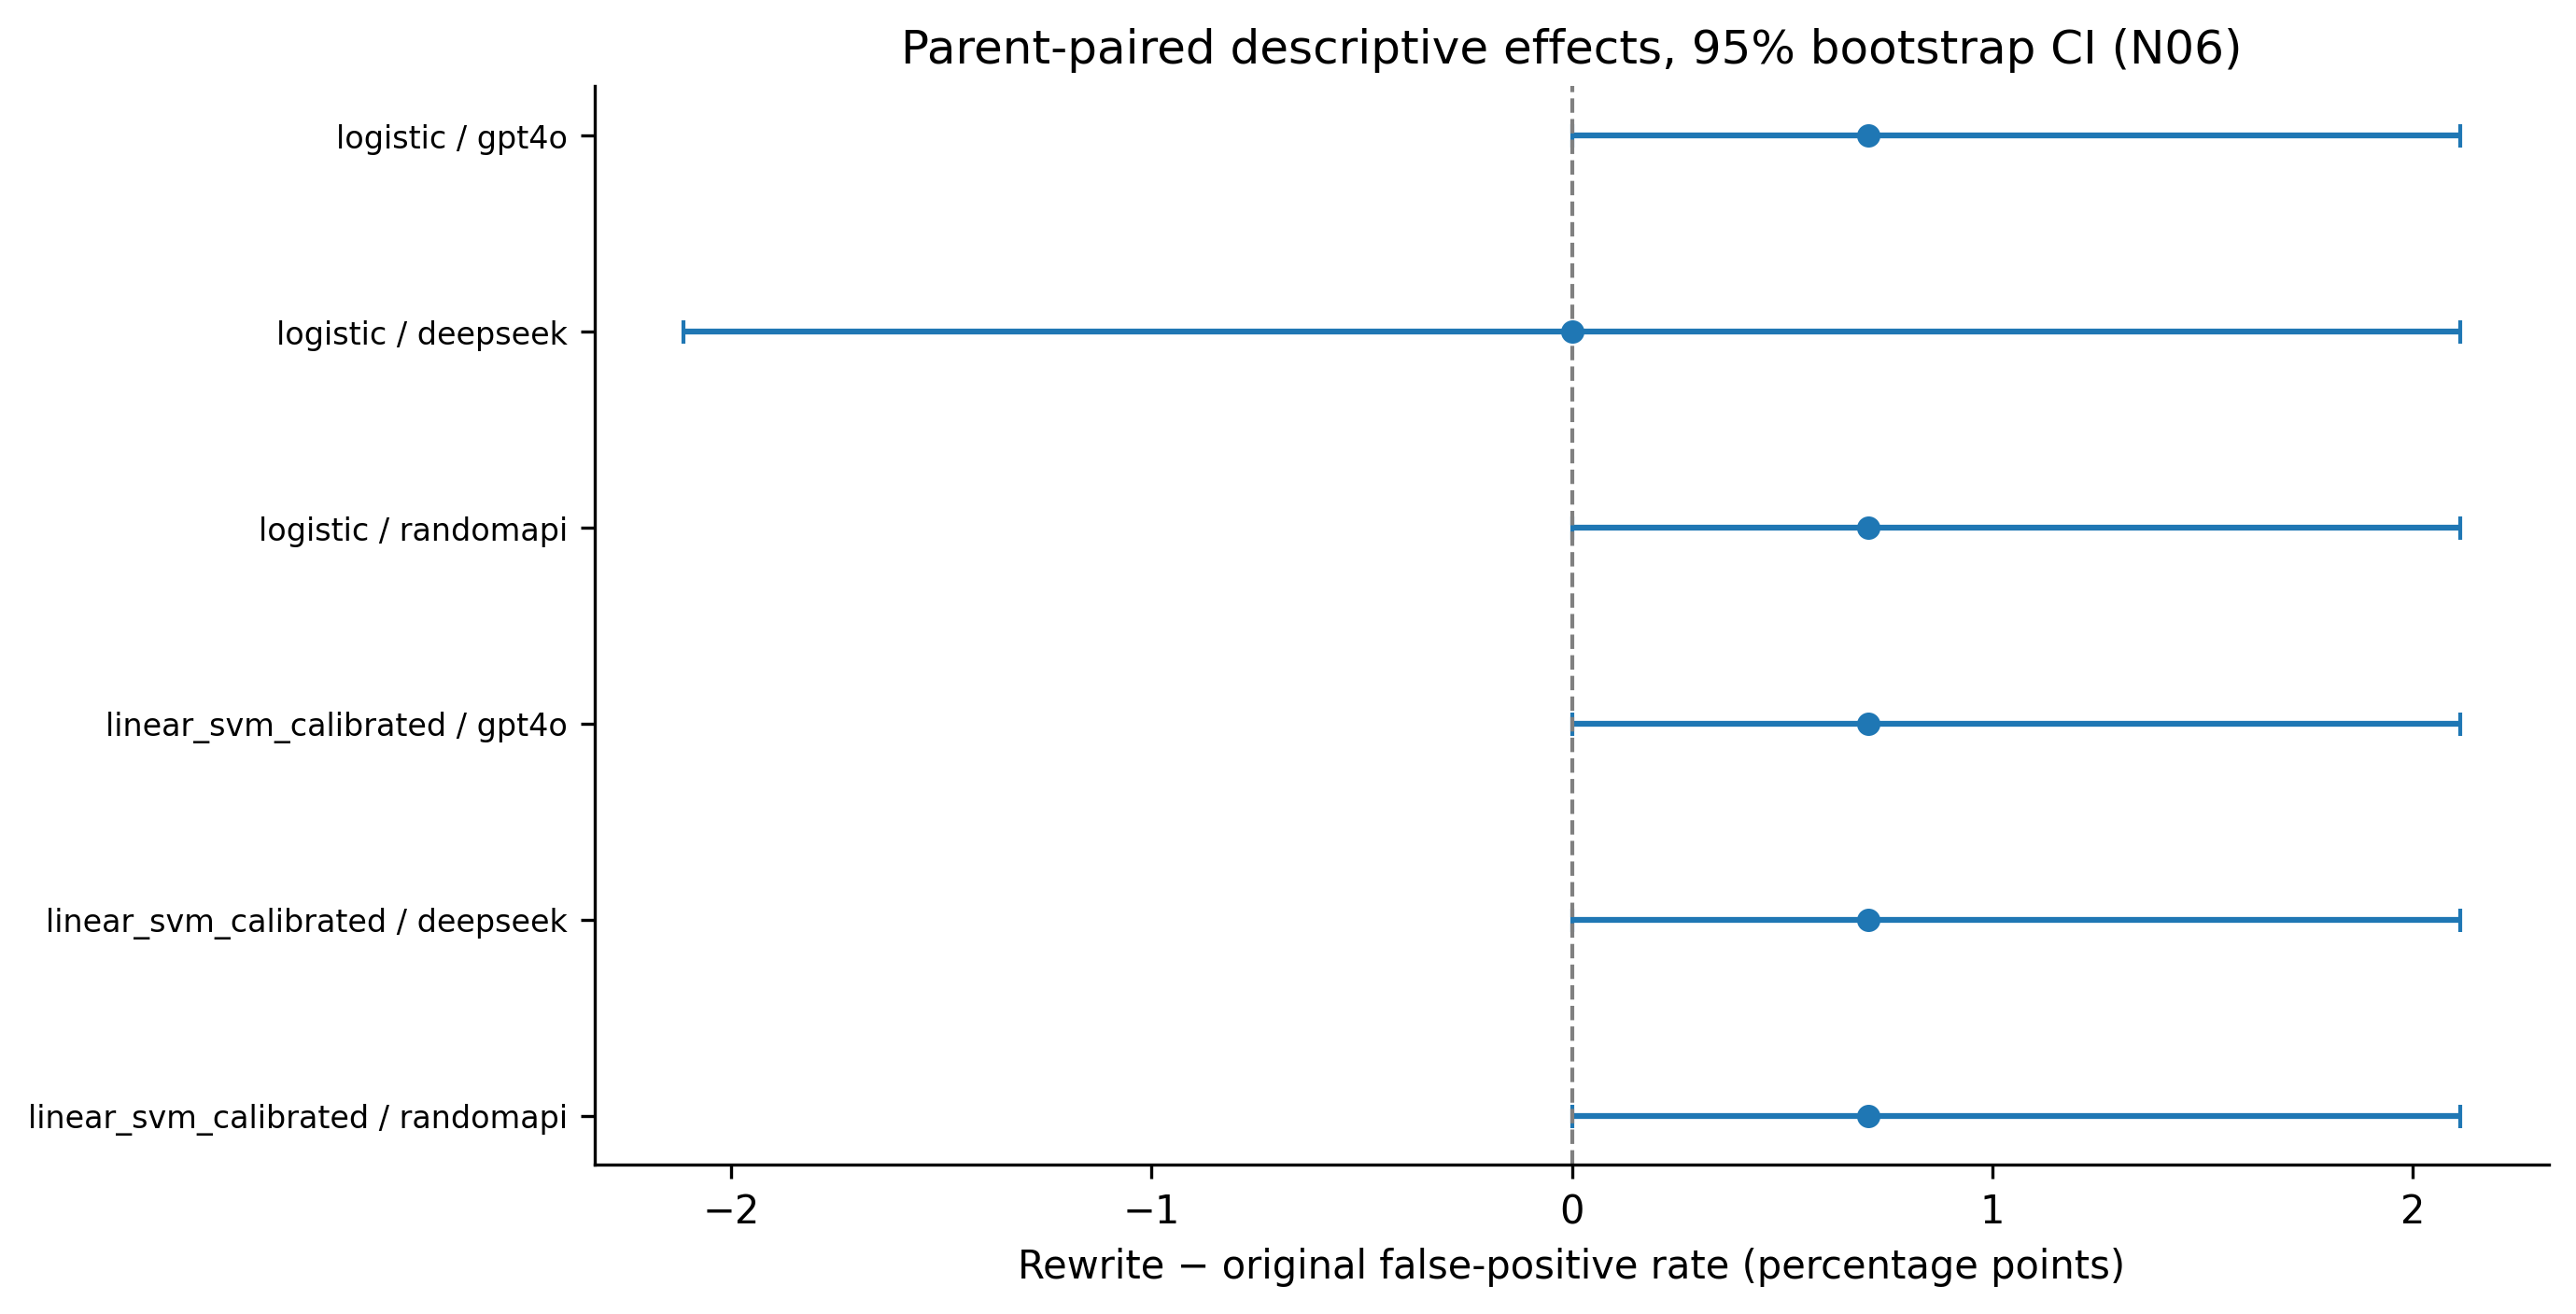 Parent-paired descriptive effects, 95% bootstrap CI (N06)
logistic / gpt4o
logistic / deepseek
logistic / randomapi
linear_svm_calibrated / gpt4o
linear_svm_calibrated / deepseek
linear_svm_calibrated / randomapi
−2 −1 0 1 2
Rewrite − original false-positive rate (percentage points)